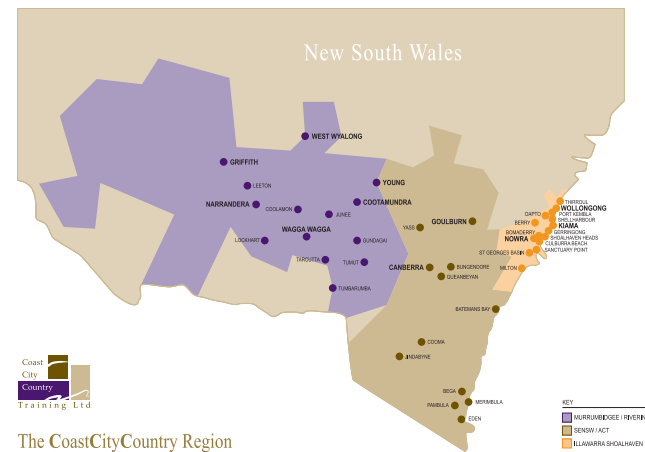 New South Wales
WEST WYALONG
GRIFFITH
LEETON
YOUNG
NARRANDERA
COOLAMON
COOTAMUNDRA
JUNEE
WAGGA WAGGA
LOCKHART
GUNDAGAI
TARCUTTA
TUMUT
TUMBARUMBA
GOULBURN
YASS
CANBERRA
BUNGENDORE
QUEANBEYAN
BATEMANS BAY
COOMA
JINDABYNE
BEGA
MERIMBULA
PAMBULA
EDEN
THIRROUL
WOLLONGONG
DAPTO
PORT KEMBLA
SHELLHARBOUR
BERRY
KIAMA
BOMADERRY
GERRINGONG
NOWRA
SHOALHAVEN HEADS
CULBURRA BEACH
ST GEORGES BASIN
SANCTUARY POINT
MILTON
Coast
City
Country
Training Ltd
The CoastCityCountry Region
KEY
MURRUMBIDGEE / RIVERIN
SENSW / ACT
ILLAWARRA SHOALHAVEN